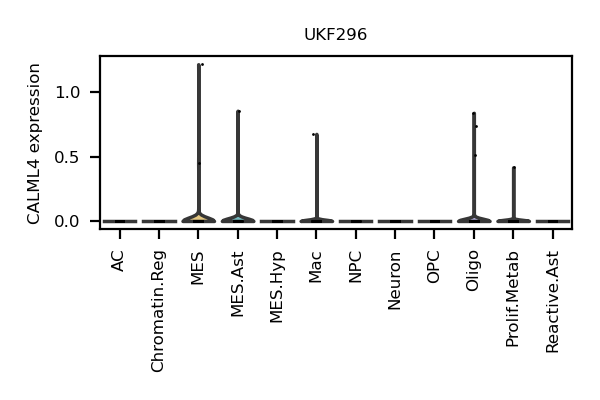 UKF296
CALML4 expression
1.0
0.5
0.0
AC
Chromatin.Reg
MES
MES.Ast
MES.Hyp
Mac
NPC
Neuron
OPC
Oligo
Prolif.Metab
Reactive.Ast